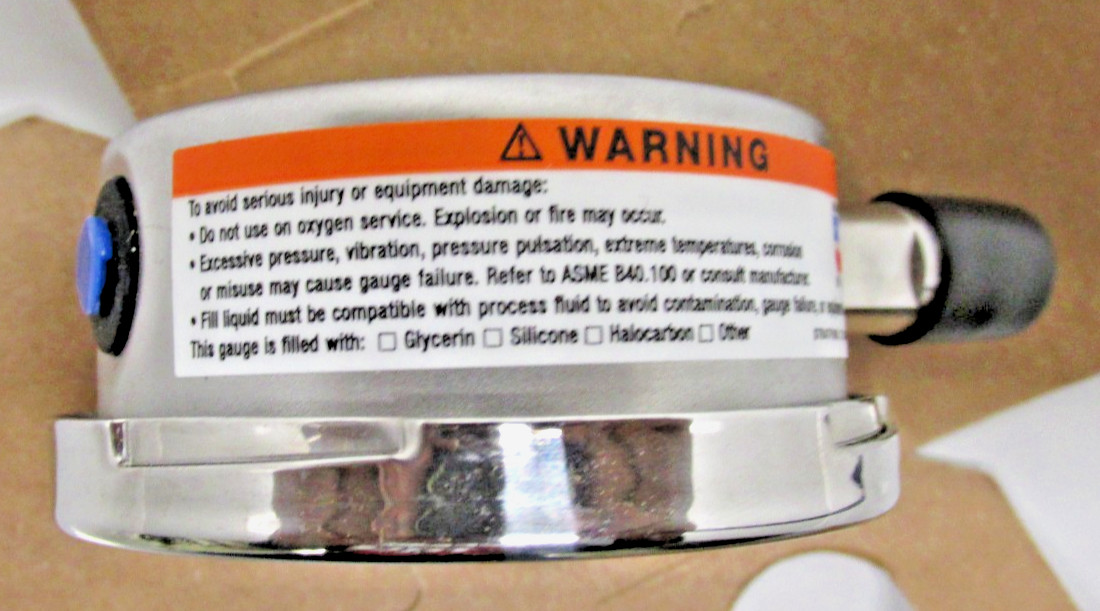 WARNING
To avoid serious injury or equipment damage:
• Do not use on oxygen service. Explosion or fire may occur.
• Excessive pressure, vibration, pressure pulsation, extreme temperatures, corrosion
or misuse may cause gauge failure. Refer to ASME B40.100 or consult manufacturer.
• Fill liquid must be compatible with process fluid to avoid contamination, gauge failure, or
This gauge is filled with: ☐ Glycerin ☐ Silicone ☐ Halocarbon ☐ Other